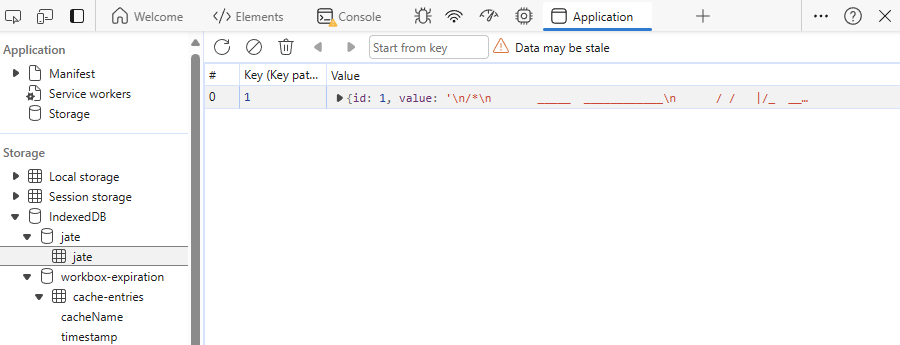 Welcome Elements Console Application
Application
Manifest
Service workers
Storage
Storage
Local storage
Session storage
IndexedDB
jate
jate
workbox-expiration
cache-entries
cacheName
timestamp
Start from key Data may be stale
# Key (Key pat... Value
0 1 {id: 1, value: '\n/*\n      _____  ____________\n      / /   |/_  __…